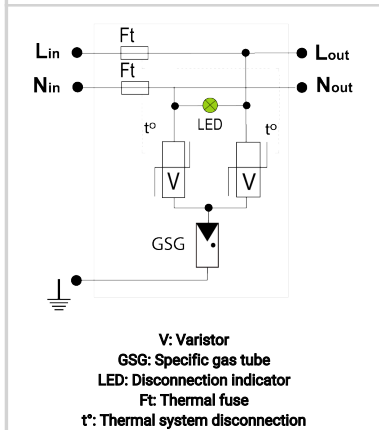 Ft
Lin Lout
Ft
Nin Nout
t° LED t°
V V
GSG
V: Varistor
GSG: Specific gas tube
LED: Disconnection indicator
Ft: Thermal fuse
t°: Thermal system disconnection